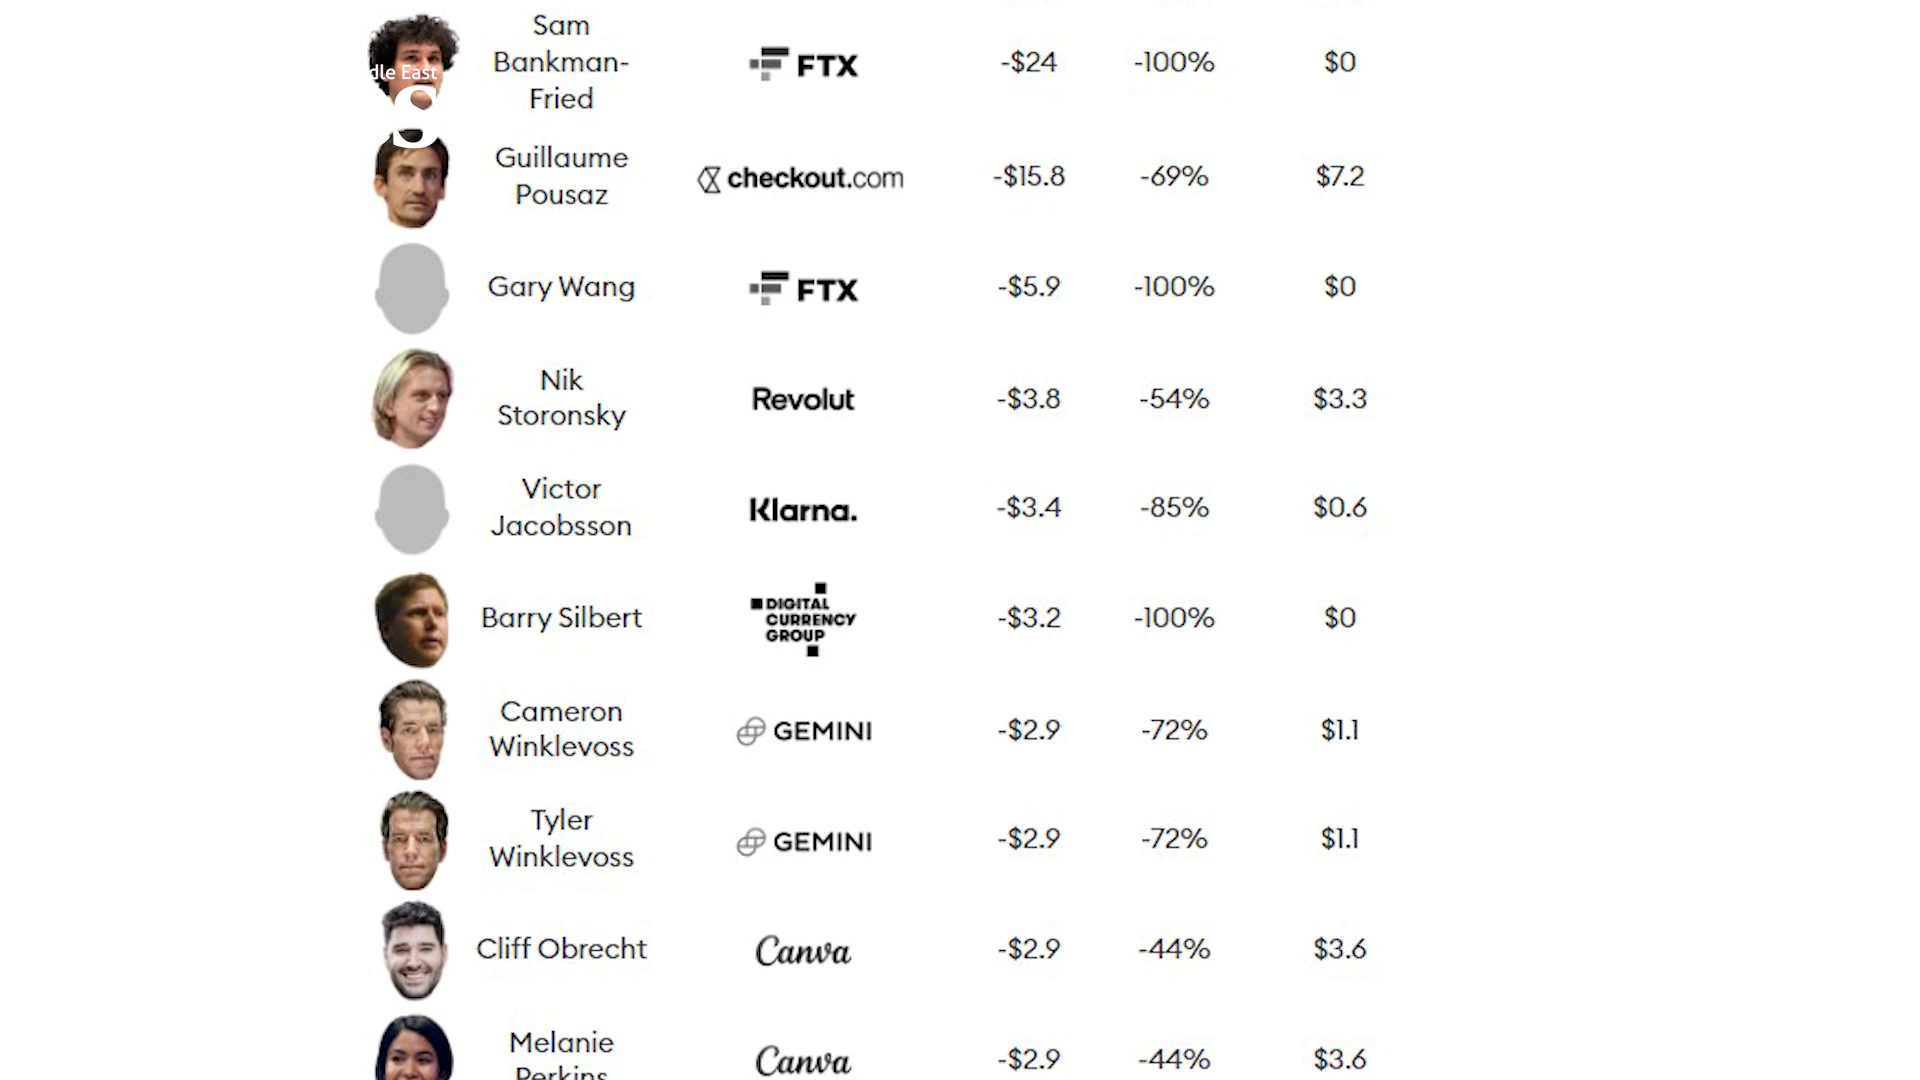 Sam
Bankman-
Fried
FTX
-$24
-100%
$0
dle East
es
Guillaume
Pousaz
checkout.com
-$15.8
-69%
$7.2
Gary Wang
FTX
-$5.9
-100%
$0
Nik
Storonsky
Revolut
-$3.8
-54%
$3.3
Victor
Jacobsson
Klarna.
-$3.4
-85%
$0.6
Barry Silbert
DIGITAL
CURRENCY
GROUP
-$3.2
-100%
$0
Cameron
Winklevoss
GEMINI
-$2.9
-72%
$1.1
Tyler
Winklevoss
GEMINI
-$2.9
-72%
$1.1
Cliff Obrecht
Canva
-$2.9
-44%
$3.6
Melanie
Perkins
Canva
-$2.9
-44%
$3.6